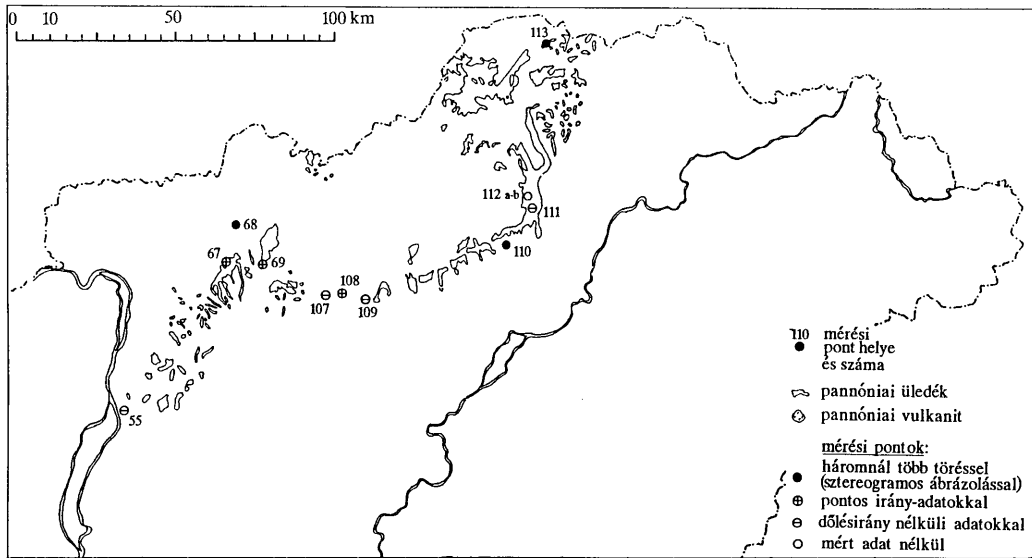 0 10 50 100 km
113
112 a-b
111
68
110
67
69
108
107
109
55
110 mérési
pont helye
és száma
pannóniai üledék
pannóniai vulkanit
mérési pontok:
háromnál több töréssel
(sztereogramos ábrázolással)
pontos irány-adatokkal
dőlésirány nélküli adatokkal
mért adat nélkül